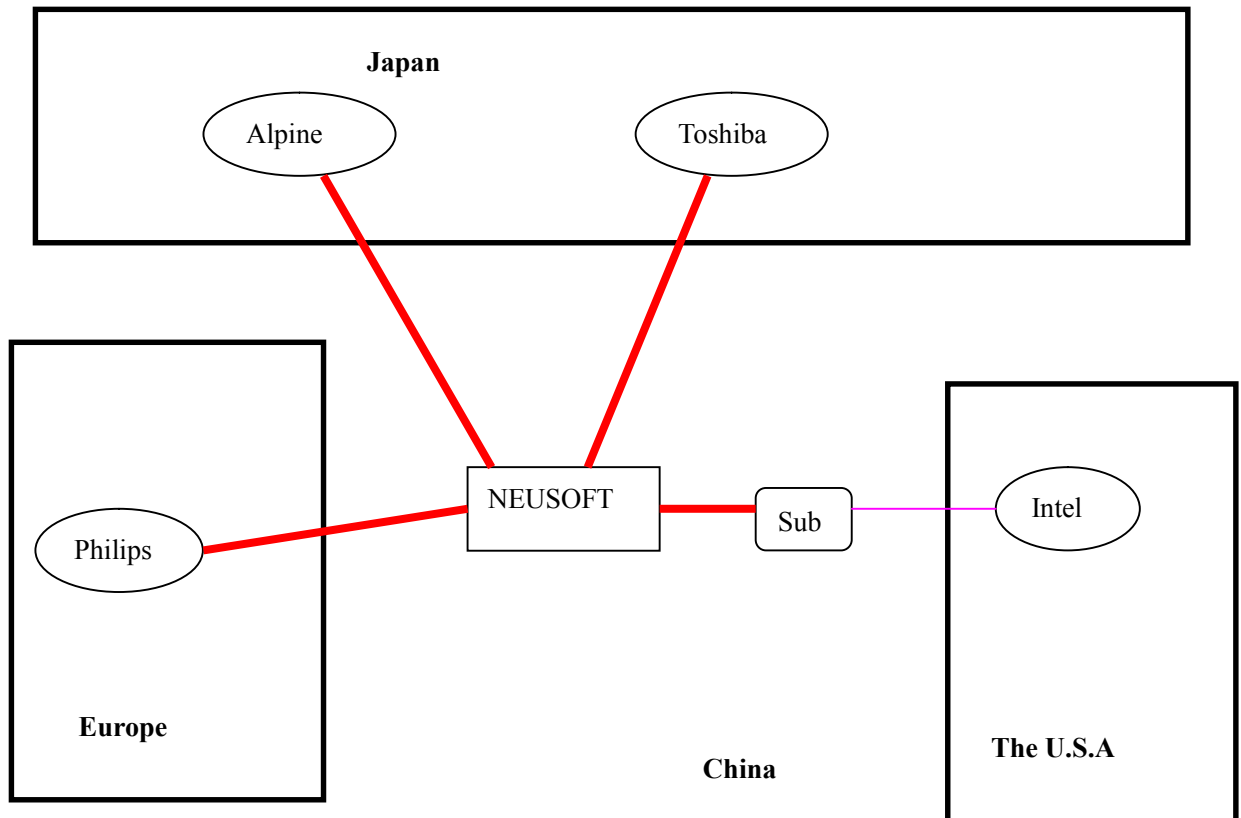 Japan
Alpine
Toshiba
NEUSOFT
Sub
Intel
Philips
Europe
The U.S.A
China